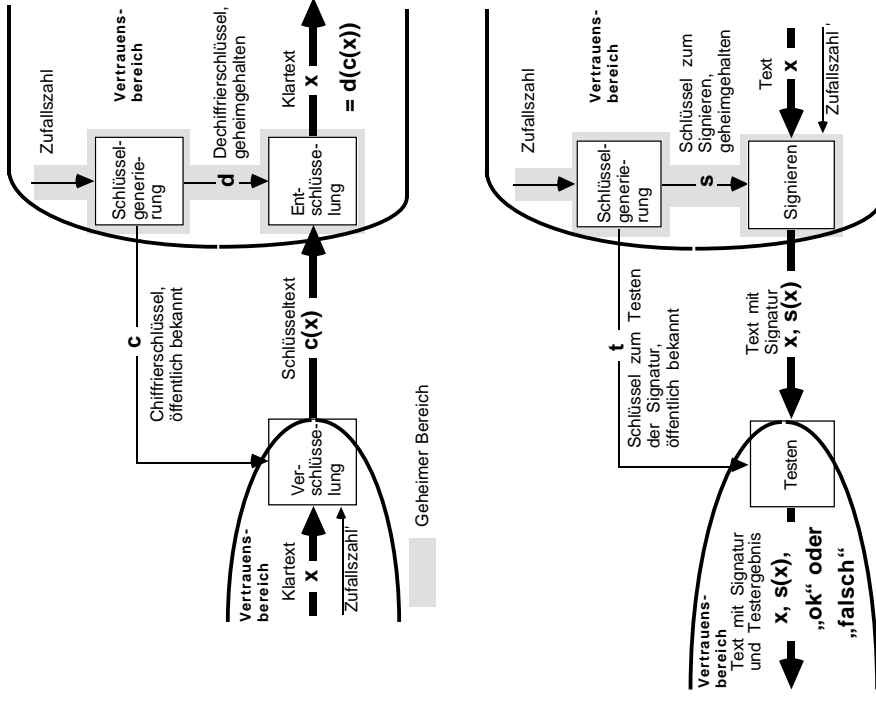 Vertrauens-
bereich
Klartext
x
Zufallszahl'
Ver-
schlüsse-
lung
c
Chiffrierschlüssel,
öffentlich bekannt
Schlüsseltext
c(x)
Zufallszahl
Vertrauens-
bereich
Schlüssel-
generie-
rung
d
Dechiffrierschlüssel,
geheimgehalten
Ent-
schlüsse-
lung
Klartext
x
= d(c(x))
Geheimer Bereich
Zufallszahl
Vertrauens-
bereich
Schlüssel-
generie-
rung
s
Schlüssel zum
Signieren,
geheimgehalten
Signieren
Text
x
Zufallszahl'
t
Schlüssel zum Testen
der Signatur,
öffentlich bekannt
Text mit
Signatur
x, s(x)
Testen
Vertrauens-
bereich
Text mit Signatur
und Testergebnis
x, s(x),
„ok“ oder
„falsch“